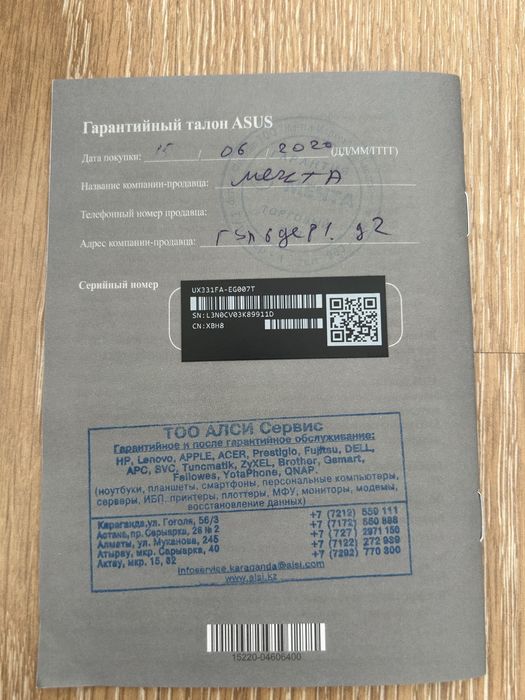 Гарантийный талон ASUS
Дата покупки: 15 / 06 / 2020 (ДД/ММ/ГГГГ)
Название компании-продавца: мечта
Телефонный номер продавца:
Адрес компании-продавца: д2
Серийный номер
UX331FA-EG007T
SN:L3N0CV03K89911D
CN:XBH8
ТОО АЛСИ Сервис
Гарантийное и после гарантийное обслуживание:
HP, Lenovo, APPLE, ACER, Prestigio, Fujitsu, DELL,
APC, SVC, Tuncmatik, ZyXEL, Brother, Gemart,
Fellowes, YotaPhone, QNAP.
(ноутбуки, планшеты, смартфоны, персональные компьютеры,
серверы, ИБП, принтеры, плоттеры, МФУ, мониторы, модемы,
восстановление данных)
Караганда,ул. Гоголя, 56/3 +7 (7212) 559 111
Астана, пр. Сарыарка, 28 № 2 +7 (7172) 550 888
Алматы, ул. Муканова, 245 +7 (727) 2971 150
Атырау, мкр. Сарыарка, 40 +7 (7122) 272 989
Актау, мкр. 15, 62 +7 (7292) 770 800
infoservice.karaganda@alsi.com
www.alsi.kz
15220-04606400